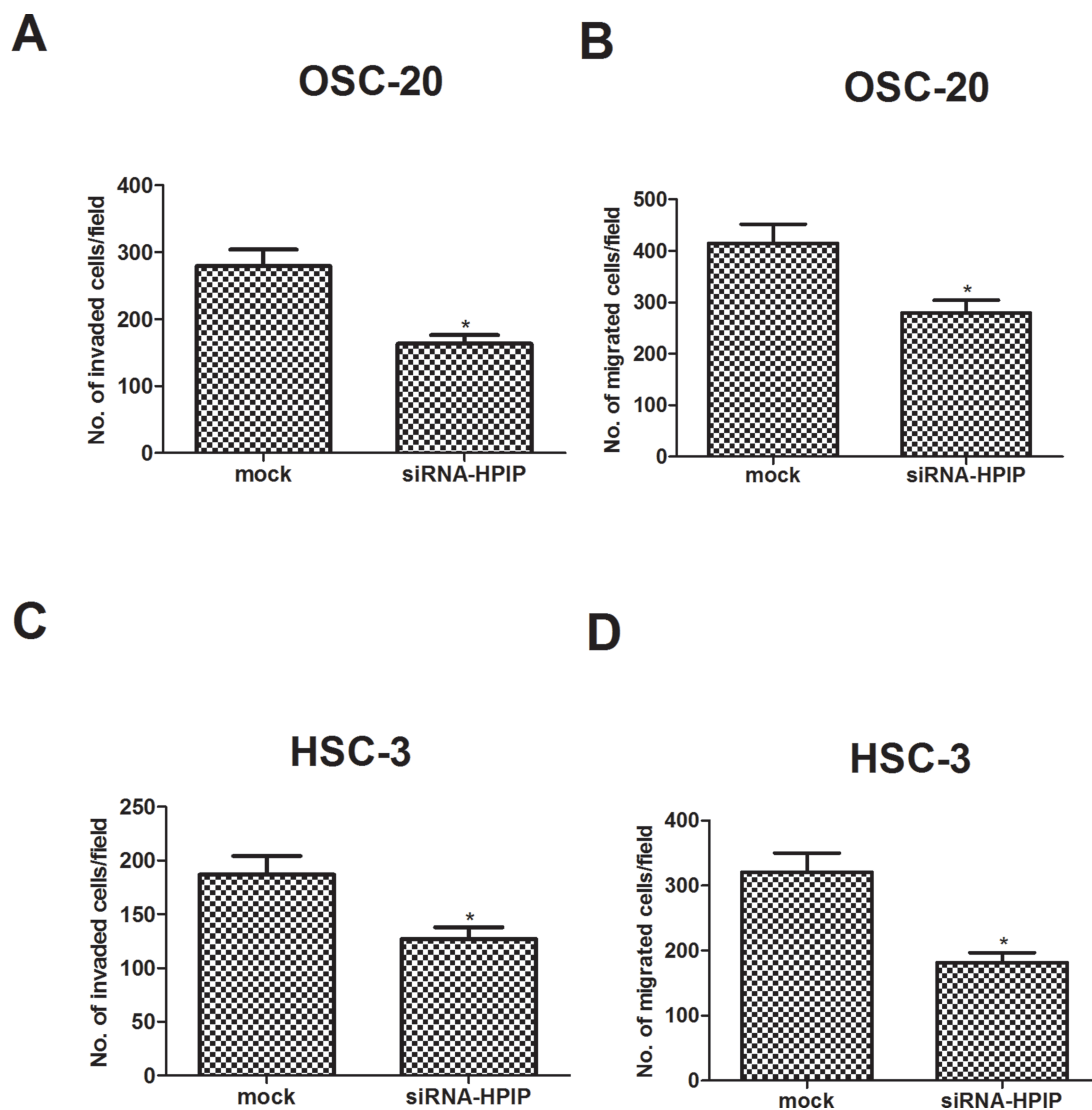 A
OSC-20
No. of invaded cells/field
400
300
200
100
0
*
mock
siRNA-HPIP
B
OSC-20
No. of migrated cells/field
500
400
300
200
100
0
*
mock
siRNA-HPIP
C
HSC-3
No. of invaded cells/field
250
200
150
100
50
0
*
mock
siRNA-HPIP
D
HSC-3
No. of migrated cells/field
400
300
200
100
0
*
mock
siRNA-HPIP